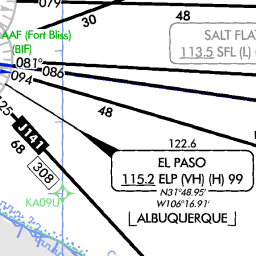 079
30
48
AAF (Fort Bliss)
(BIF)
SALT FLA
113.5 SFL (L)
081°
086
094
48
125
J141
68
308
KA09U
122.6
EL PASO
115.2 ELP (VH) (H) 99
N31°48.95'
W106°16.91'
ALBUQUERQUE